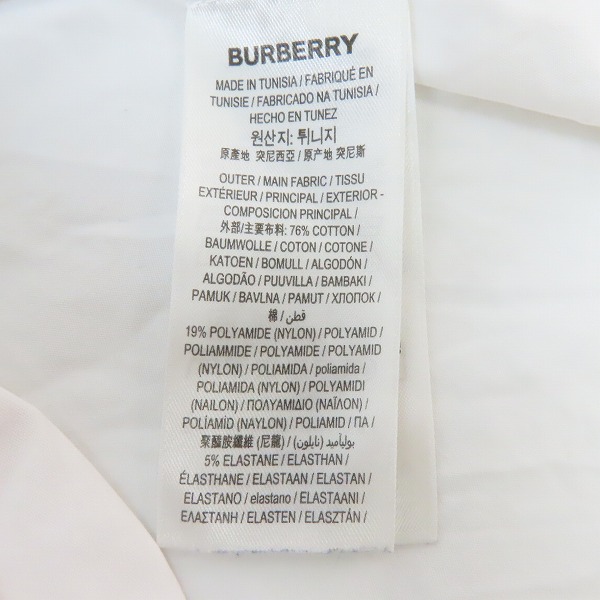 BURBERRY
MADE IN TUNISIA / FABRIQUÉ EN
TUNISIE / FABRICADO NA TUNISIA /
HECHO EN TUNEZ
원산지: 튀니지
原產地 突尼西亞 / 原产地 突尼斯
OUTER / MAIN FABRIC / TISSU
EXTÉRIEUR / PRINCIPAL / EXTERIOR -
COMPOSICION PRINCIPAL /
外部/主要布料: 76% COTTON /
BAUMWOLLE / COTON / COTONE /
KATOEN / BOMULL / ALGODÓN /
ALGODÃO / PUUVILLA / BAMBAKI /
PAMUK / BAVLNA / PAMUT / ХЛОПОК /
棉 / قطن /
19% POLYAMIDE (NYLON) / POLYAMID /
POLIAMMIDE / POLYAMIDE / POLYAMID
(NYLON) / POLIAMIDA / poliamida /
POLIAMIDA (NYLON) / POLYAMIDI
(NAILON) / ΠΟΛΥΑΜΙΔΙΟ (ΝΑΪΛΟΝ) /
POLÍAMÍD (NAYLON) / POLIAMID / ПА /
聚醯胺纖維 (尼龍) / بوليأميد (نايلون) /
5% ELASTANE / ELASTHAN /
ÉLASTHANE / ELASTAAN / ELASTAN /
ELASTANO / elastano / ELASTAANI /
ΕΛΑΣΤΑΝΗ / ELASTEN / ELASZTÁN /